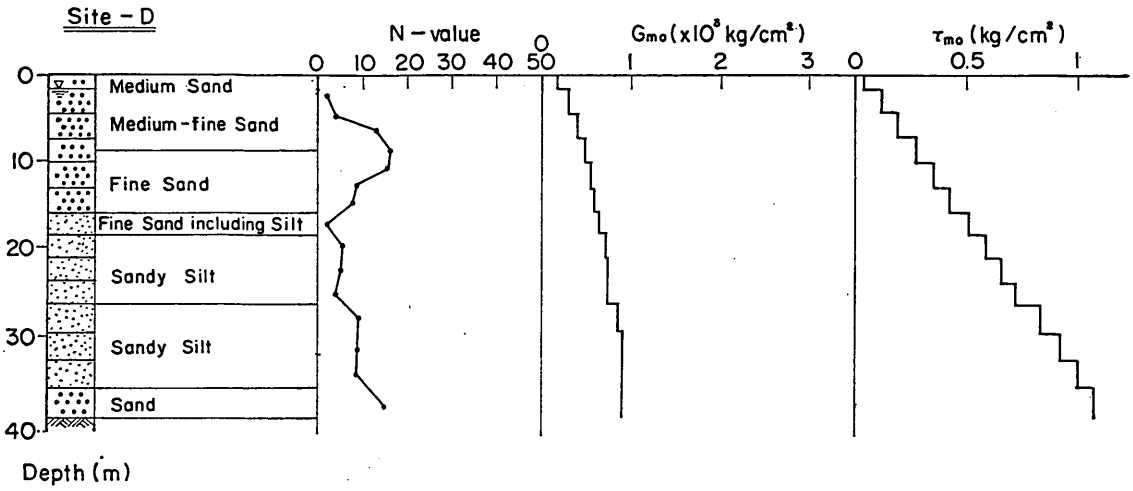 Site - D
N - value
Gmo (x10³ kg/cm²)
τmo (kg/cm²)
0 10 20 30 40 50
0 1 2 3
0 0.5 1
0
10
20
30
40
Medium Sand
Medium-fine Sand
Fine Sand
Fine Sand including Silt
Sandy Silt
Sandy Silt
Sand
Depth (m)